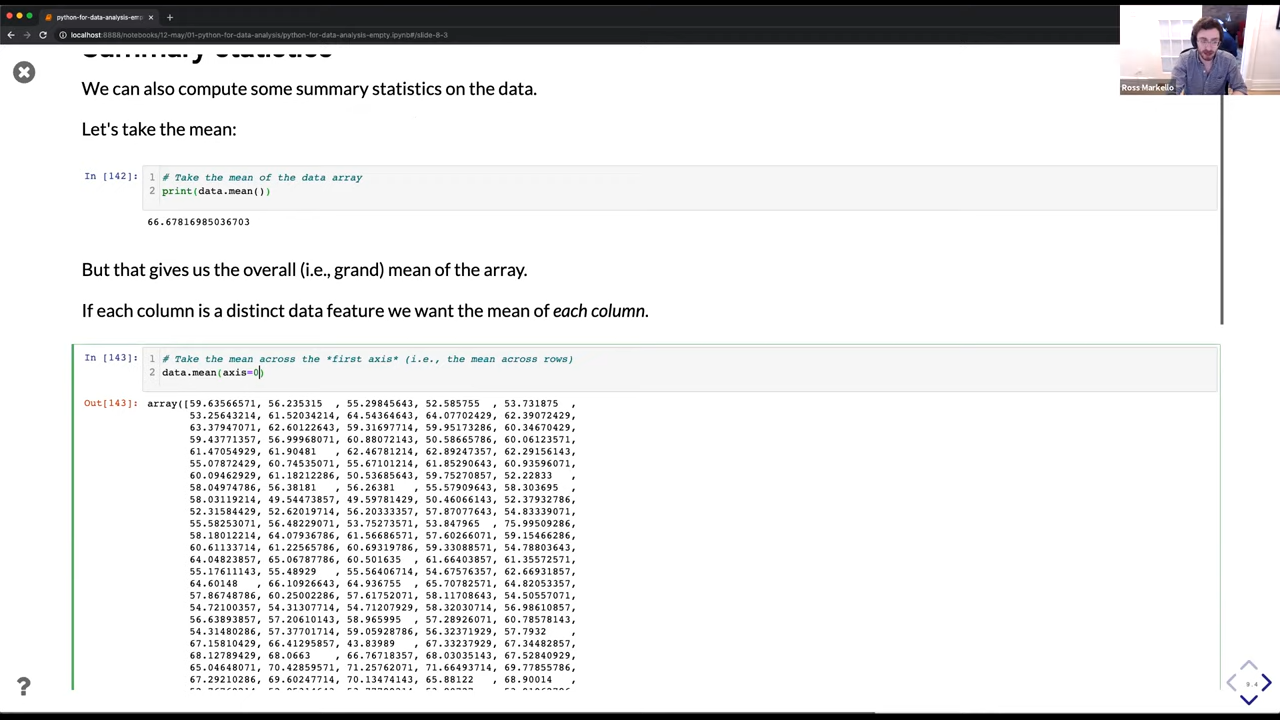 python-for-data-analysis-emp
localhost:8888/notebooks/12-may/01-python-for-data-analysis/python-for-data-analysis-empty.ipynb#/slide-8-3
Ross Markello
Summary statistics
We can also compute some summary statistics on the data.
Let's take the mean:
In [142]:
1 # Take the mean of the data array
2 print(data.mean())
66.67816985036703
But that gives us the overall (i.e., grand) mean of the array.
If each column is a distinct data feature we want the mean of each column.
In [143]:
1 # Take the mean across the *first axis* (i.e., the mean across rows)
2 data.mean(axis=0)
Out[143]:
array([59.63566571, 56.235315 , 55.29845643, 52.585755 , 53.731875 ,
53.25643214, 61.52034214, 64.54364643, 64.07702429, 62.39072429,
63.37947071, 62.60122643, 59.31697714, 59.95173286, 60.34670429,
59.43771357, 56.99968071, 60.88072143, 50.58665786, 60.06123571,
61.47054929, 61.90481 , 62.46781214, 62.89247357, 62.29156143,
55.07872429, 60.74535071, 55.67101214, 61.85290643, 60.93596071,
60.09462929, 61.18212286, 50.53685643, 59.75270857, 52.22833 ,
58.04974786, 56.38181 , 56.26381 , 55.57909643, 58.303695 ,
58.03119214, 49.54473857, 49.59781429, 50.46066143, 52.37932786,
52.31584429, 52.62019714, 56.20333357, 57.87077643, 54.83339071,
55.58253071, 56.48229071, 53.75273571, 53.847965 , 75.99509286,
58.18012214, 64.07936786, 61.56686571, 57.60266071, 59.15466286,
60.61133714, 61.22565786, 60.69319786, 59.33088571, 54.78803643,
64.04823857, 65.06787786, 60.501635 , 61.66403857, 61.35572571,
55.17611143, 55.48929 , 55.56406714, 54.67576357, 62.66931857,
64.60148 , 66.10926643, 64.936755 , 65.70782571, 64.82053357,
57.86748786, 60.25002286, 57.61752071, 58.11708643, 54.50557071,
54.72100357, 54.31307714, 54.71207929, 58.32030714, 56.98610857,
56.63893857, 57.20610143, 58.965995 , 57.28926071, 60.78578143,
54.31480286, 57.37701714, 59.05928786, 56.32371929, 57.7932 ,
67.15810429, 66.41295857, 43.83989 , 67.33237929, 67.34482857,
68.12789429, 68.0663 , 66.76718357, 68.03035143, 67.52840929,
65.04648071, 70.42859571, 71.25762071, 71.66493714, 69.77855786,
67.29210286, 69.60247714, 70.13474143, 65.88122 , 68.90014 ,
9.4